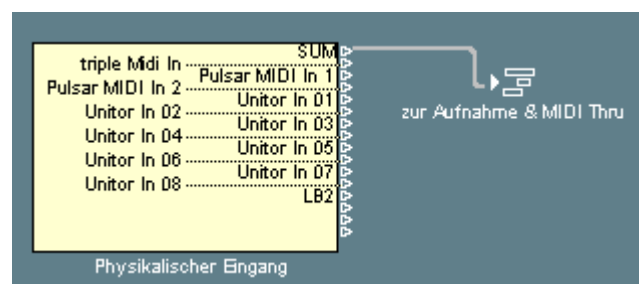 SUM
triple Midi In
Pulsar MIDI In 1
Pulsar MIDI In 2
Unitor In 01
Unitor In 02
Unitor In 03
Unitor In 04
Unitor In 05
Unitor In 06
Unitor In 07
Unitor In 08
LB2
zur Aufnahme & MIDI Thru
Physikalischer Eingang